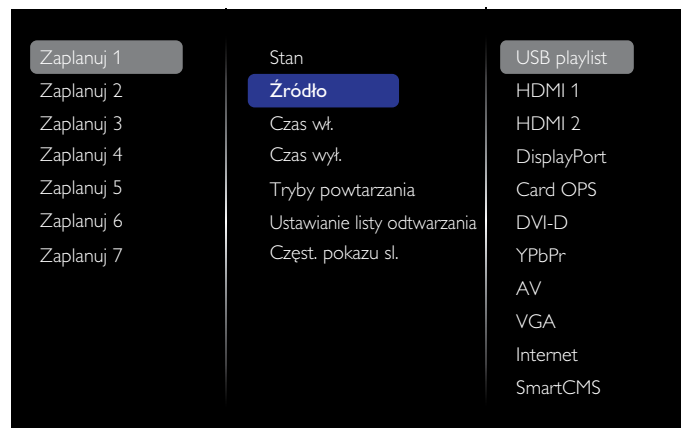 Zaplanuj 1
Zaplanuj 2
Zaplanuj 3
Zaplanuj 4
Zaplanuj 5
Zaplanuj 6
Zaplanuj 7
Stan
Źródło
Czas wł.
Czas wył.
Tryby powtarzania
Ustawianie listy odtwarzania
Częst. pokazu sl.
USB playlist
HDMI 1
HDMI 2
DisplayPort
Card OPS
DVI-D
YPbPr
AV
VGA
Internet
SmartCMS